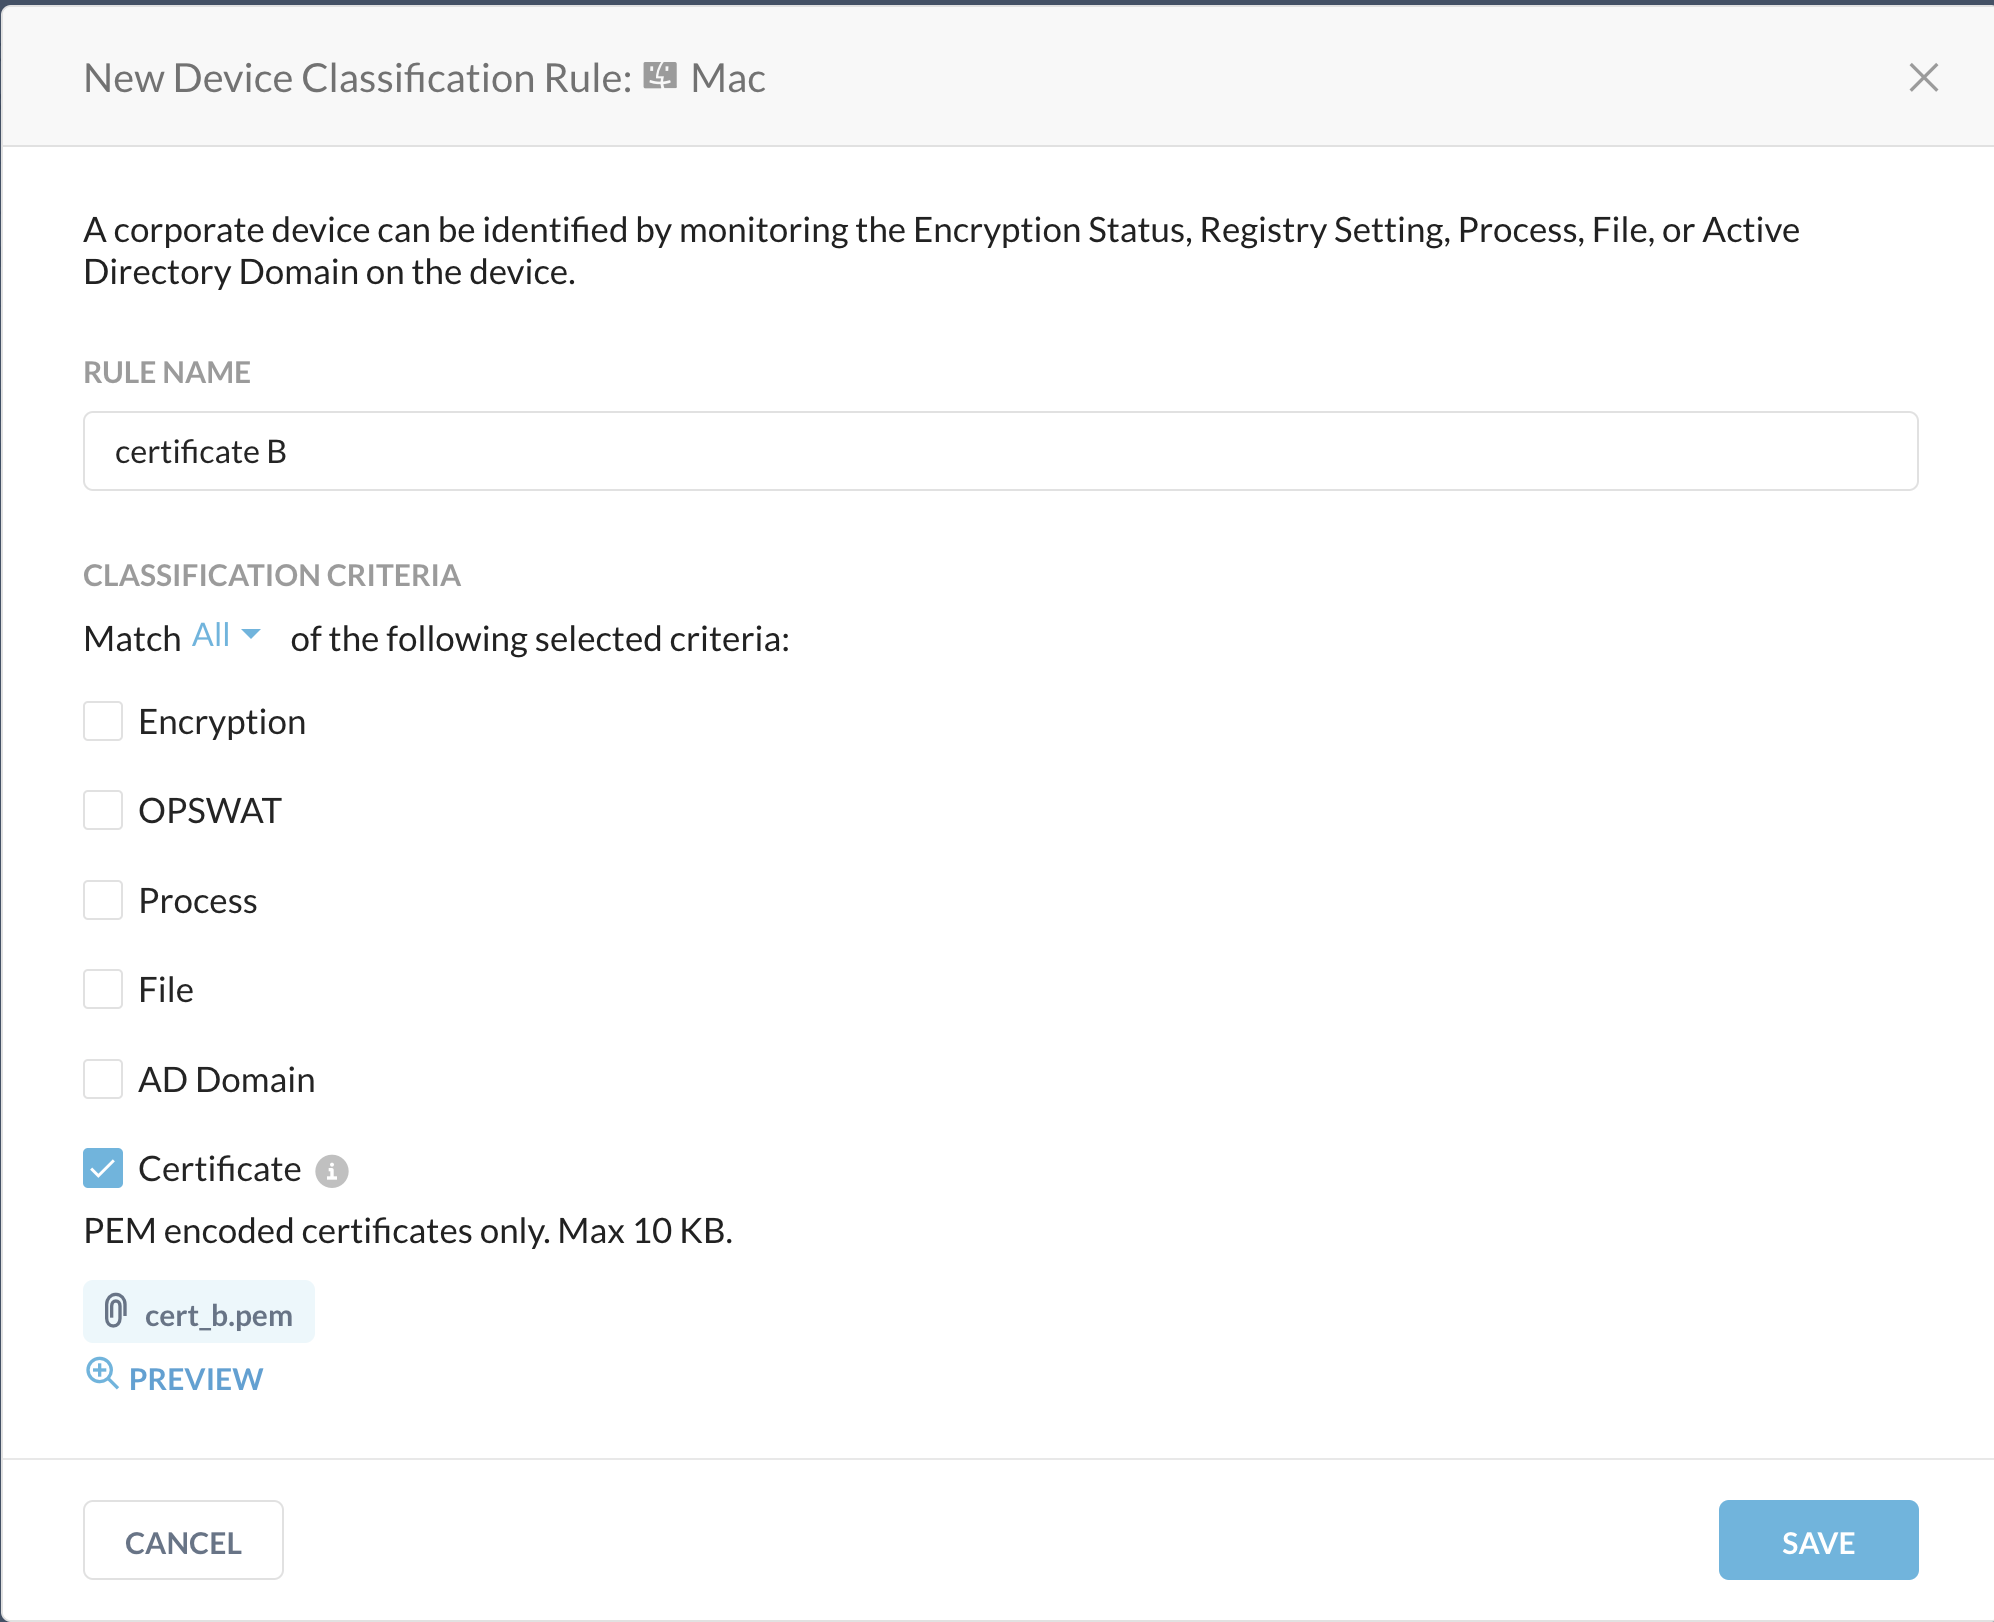 New Device Classification Rule: Mac
A corporate device can be identified by monitoring the Encryption Status, Registry Setting, Process, File, or Active
Directory Domain on the device.
RULE NAME
certificate B
CLASSIFICATION CRITERIA
Match All of the following selected criteria:
Encryption
OPSWAT
Process
File
AD Domain
Certificate
PEM encoded certificates only. Max 10 KB.
cert_b.pem
PREVIEW
CANCEL
SAVE